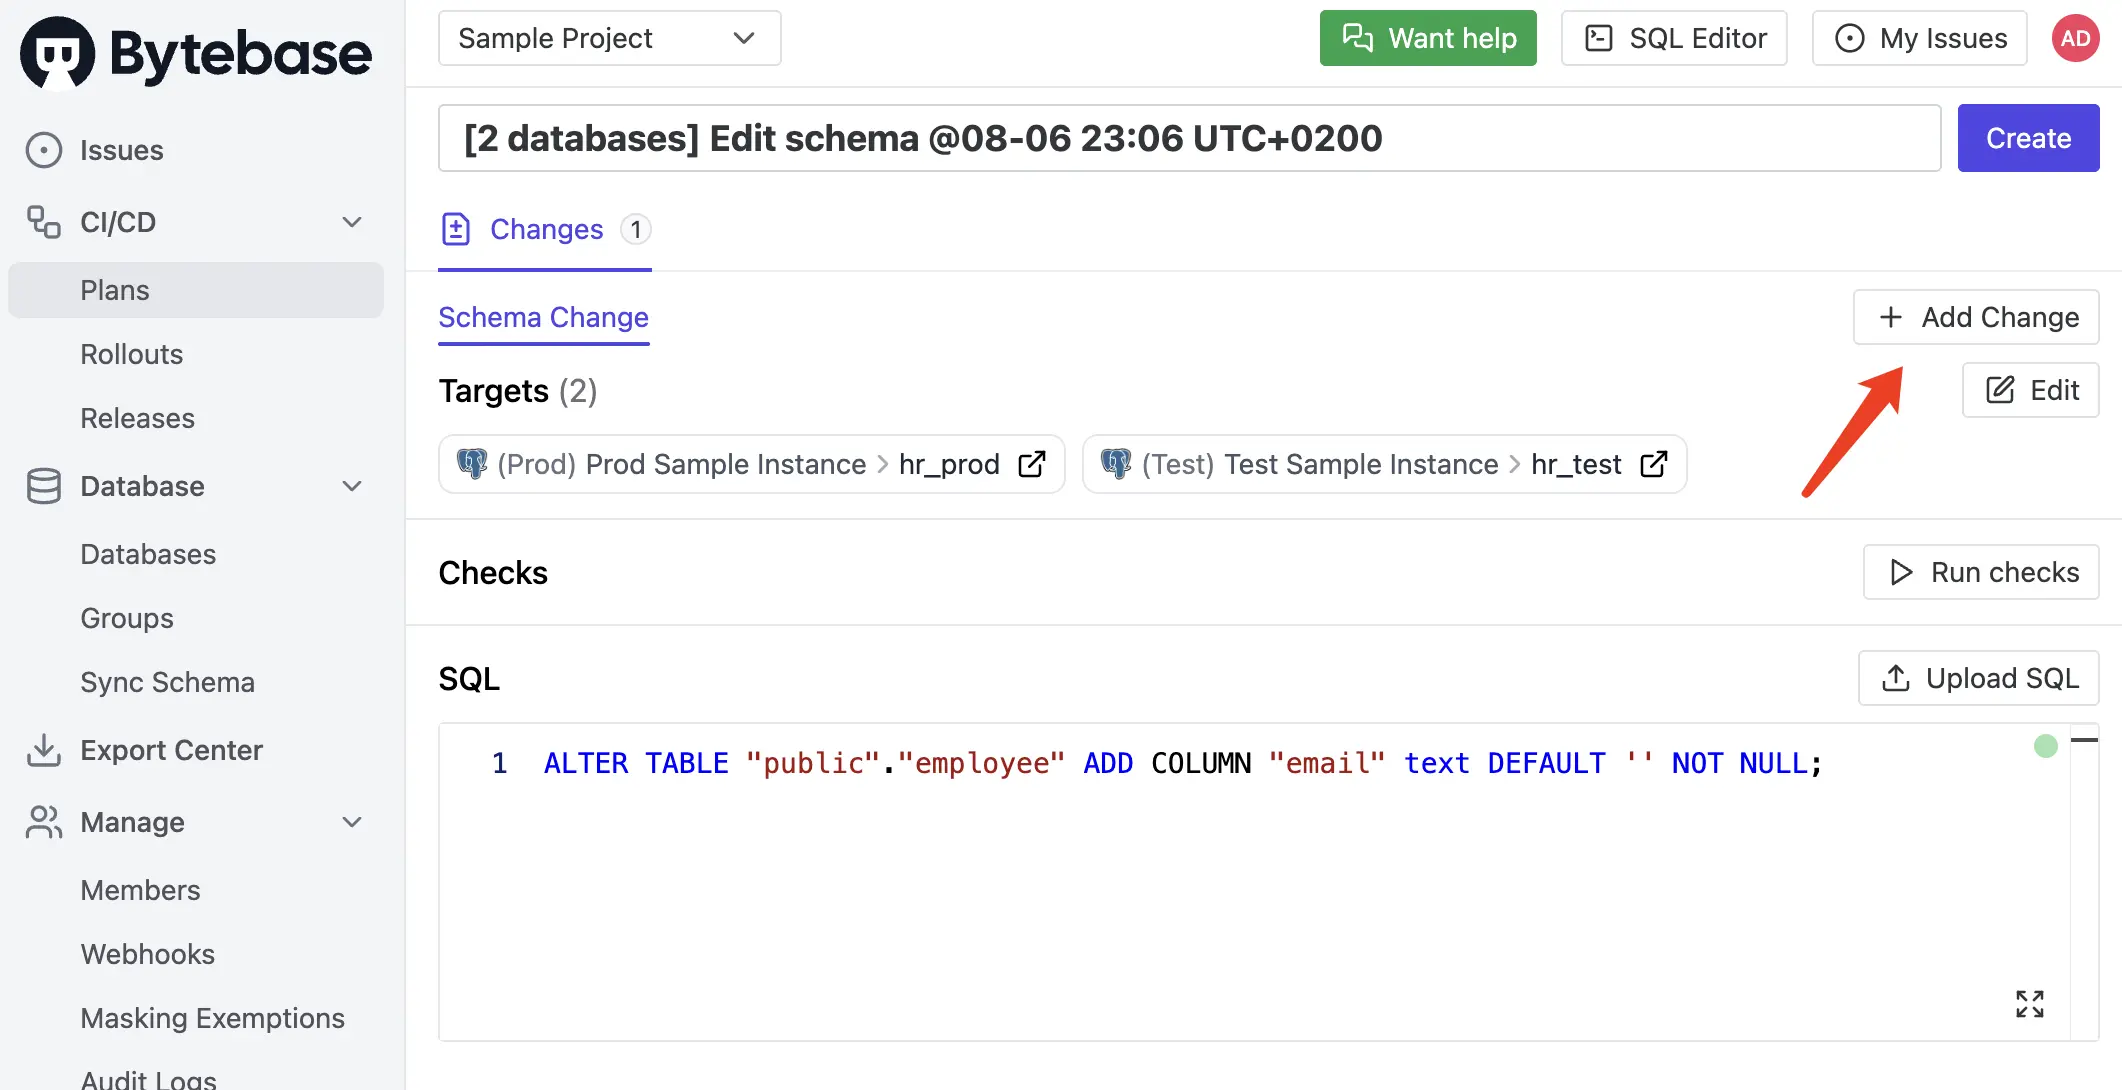 Bytebase
Sample Project
Want help
SQL Editor
My Issues
AD
[2 databases] Edit schema @08-06 23:06 UTC+0200
Create
Issues
CI/CD
Plans
Rollouts
Releases
Database
Databases
Groups
Sync Schema
Export Center
Manage
Members
Webhooks
Masking Exemptions
Audit Logs
Changes 1
Schema Change
Add Change
Targets (2)
Edit
(Prod) Prod Sample Instance > hr_prod
(Test) Test Sample Instance > hr_test
Checks
Run checks
SQL
Upload SQL
1 ALTER TABLE "public"."employee" ADD COLUMN "email" text DEFAULT '' NOT NULL;